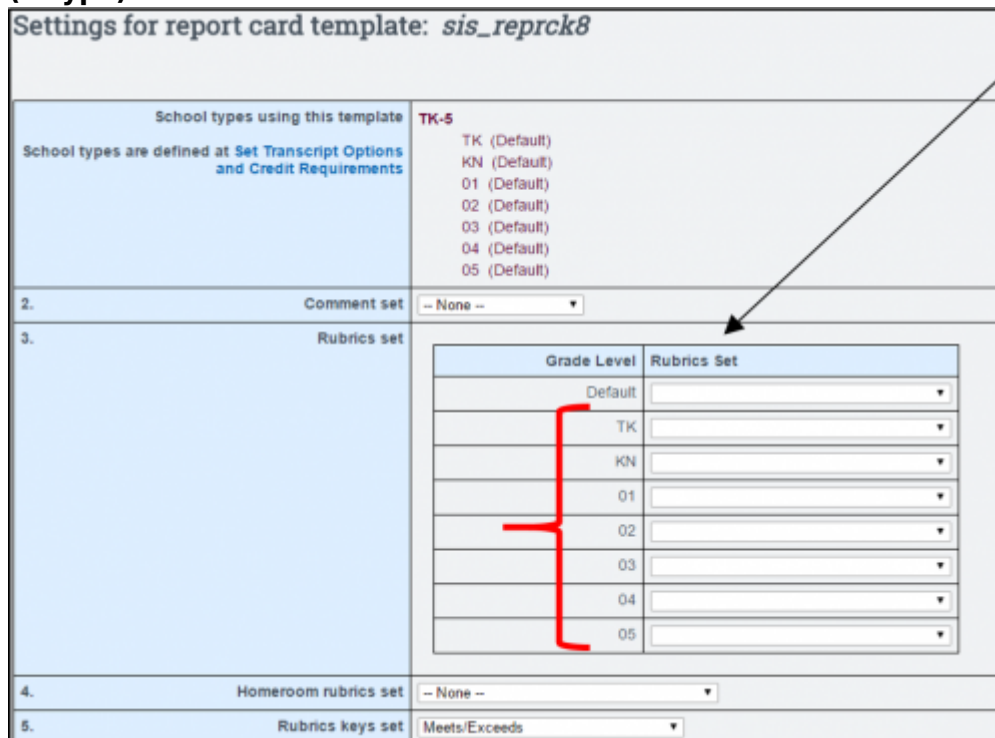 Settings for report card template: sis_reprck8
School types using this template
School types are defined at Set Transcript Options
and Credit Requirements
TK-5
TK (Default)
KN (Default)
01 (Default)
02 (Default)
03 (Default)
04 (Default)
05 (Default)
2. Comment set -- None --
3. Rubrics set
Grade Level Rubrics Set
Default
TK
KN
01
02
03
04
05
4. Homeroom rubrics set -- None --
5. Rubrics keys set Meets/Exceeds